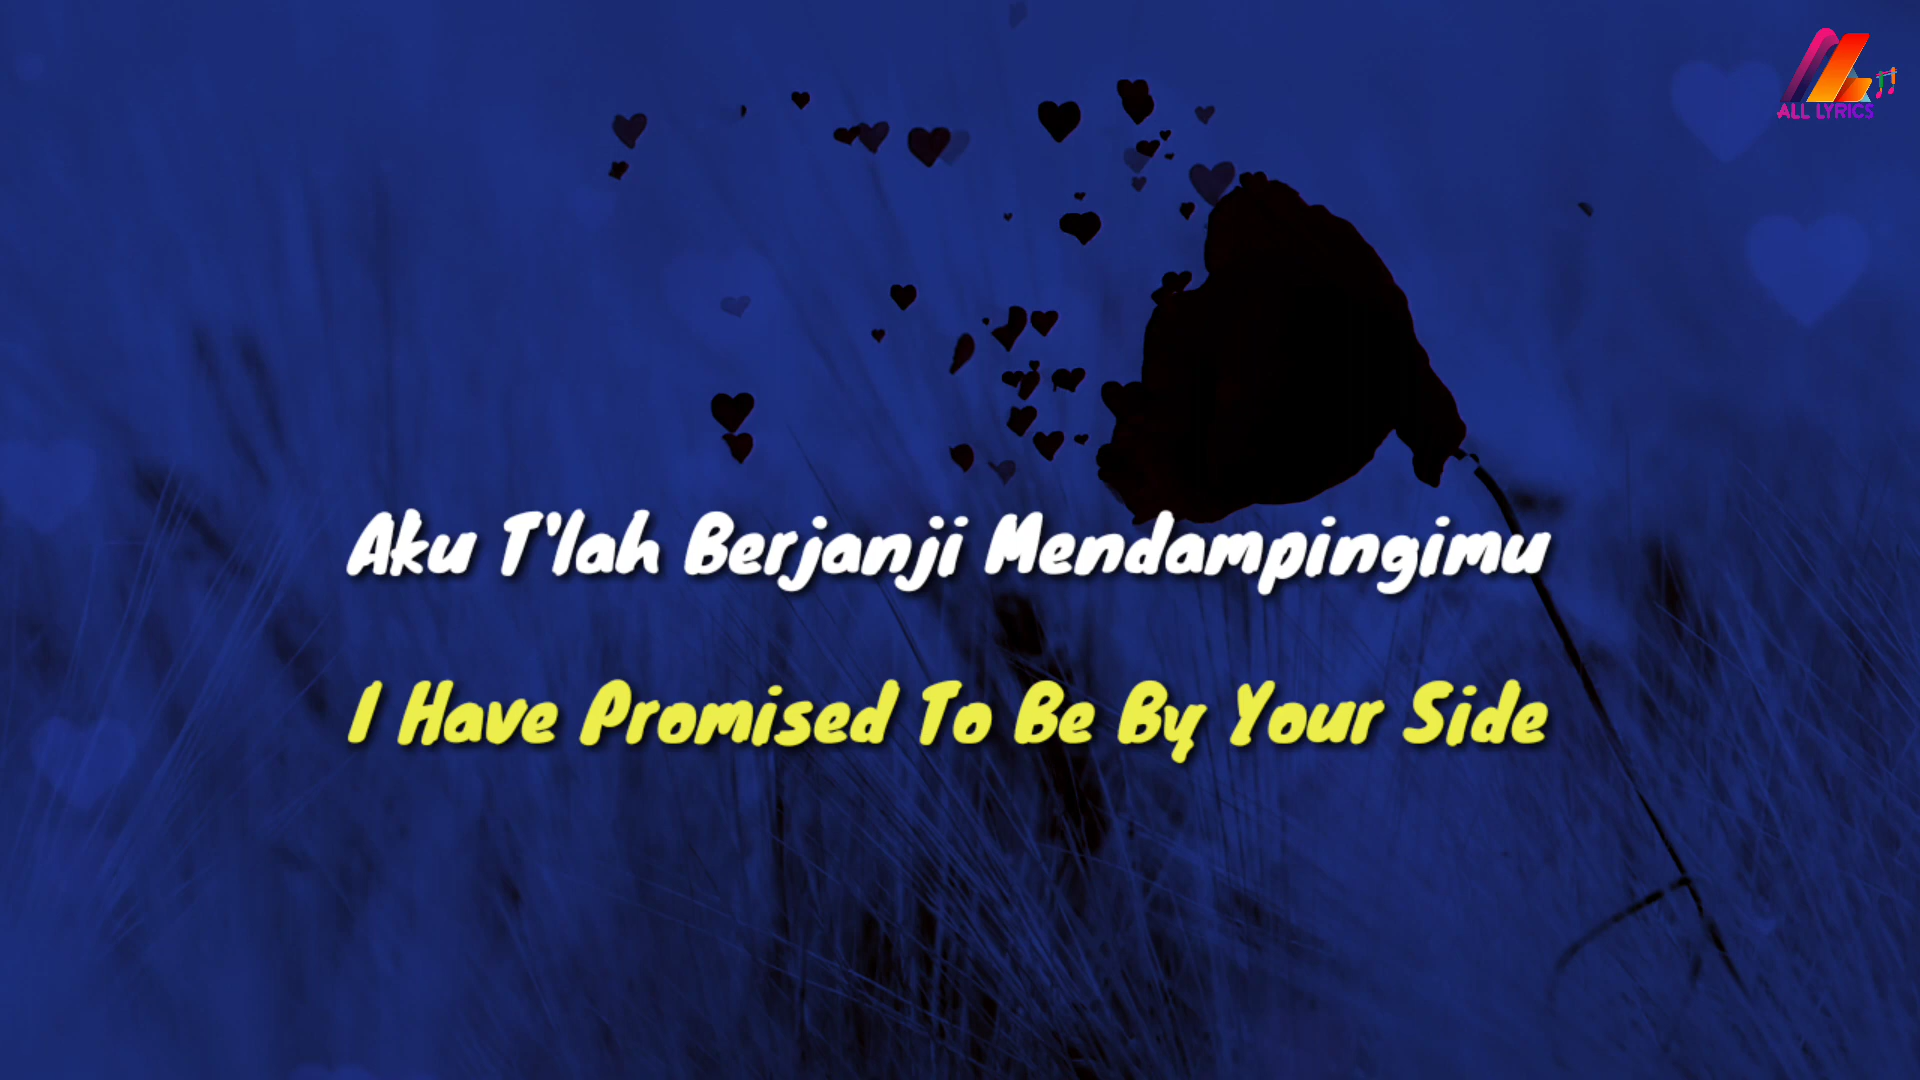 ALL LYRICS
Aku T'lah Berjanji Mendampingimu
I Have Promised To Be By Your Side